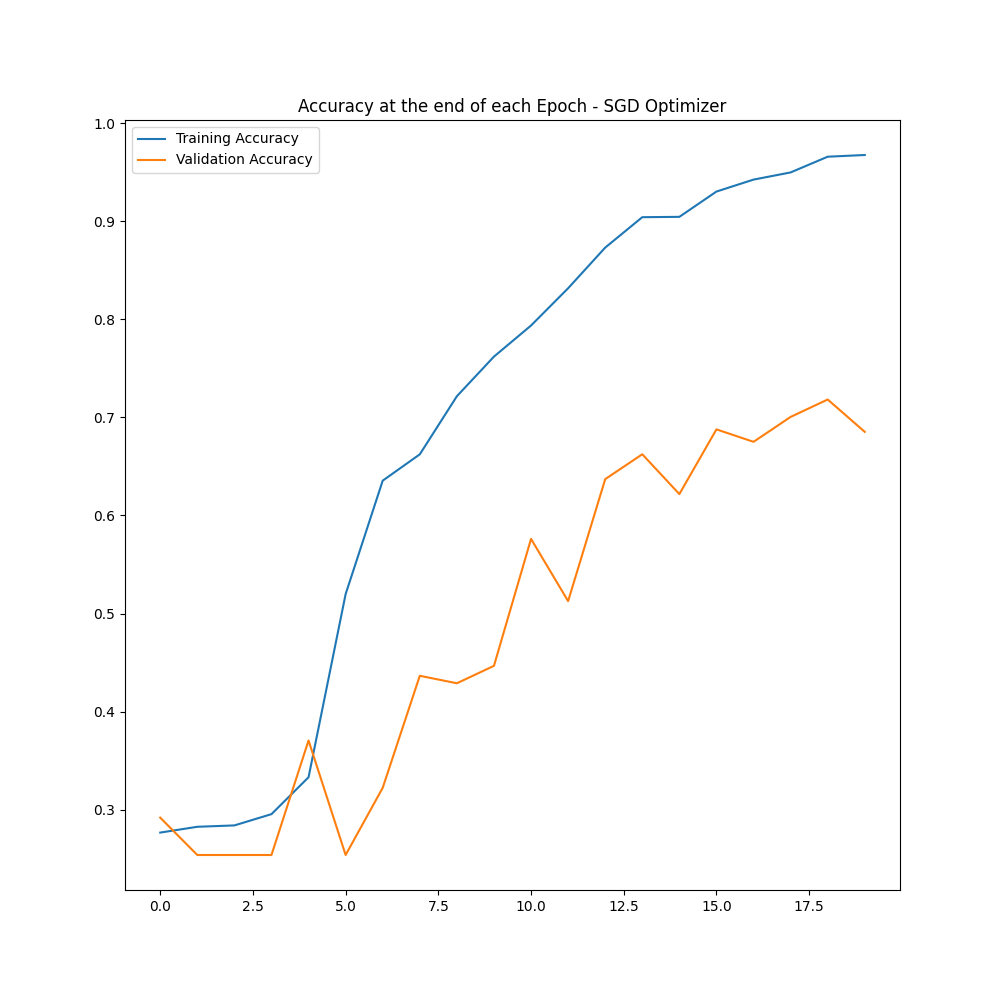 Accuracy at the end of each Epoch - SGD Optimizer
1.0
Training Accuracy
Validation Accuracy
0.9
0.8
0.7
0.6
0.5
0.4
0.3
0.0 2.5 5.0 7.5 10.0 12.5 15.0 17.5